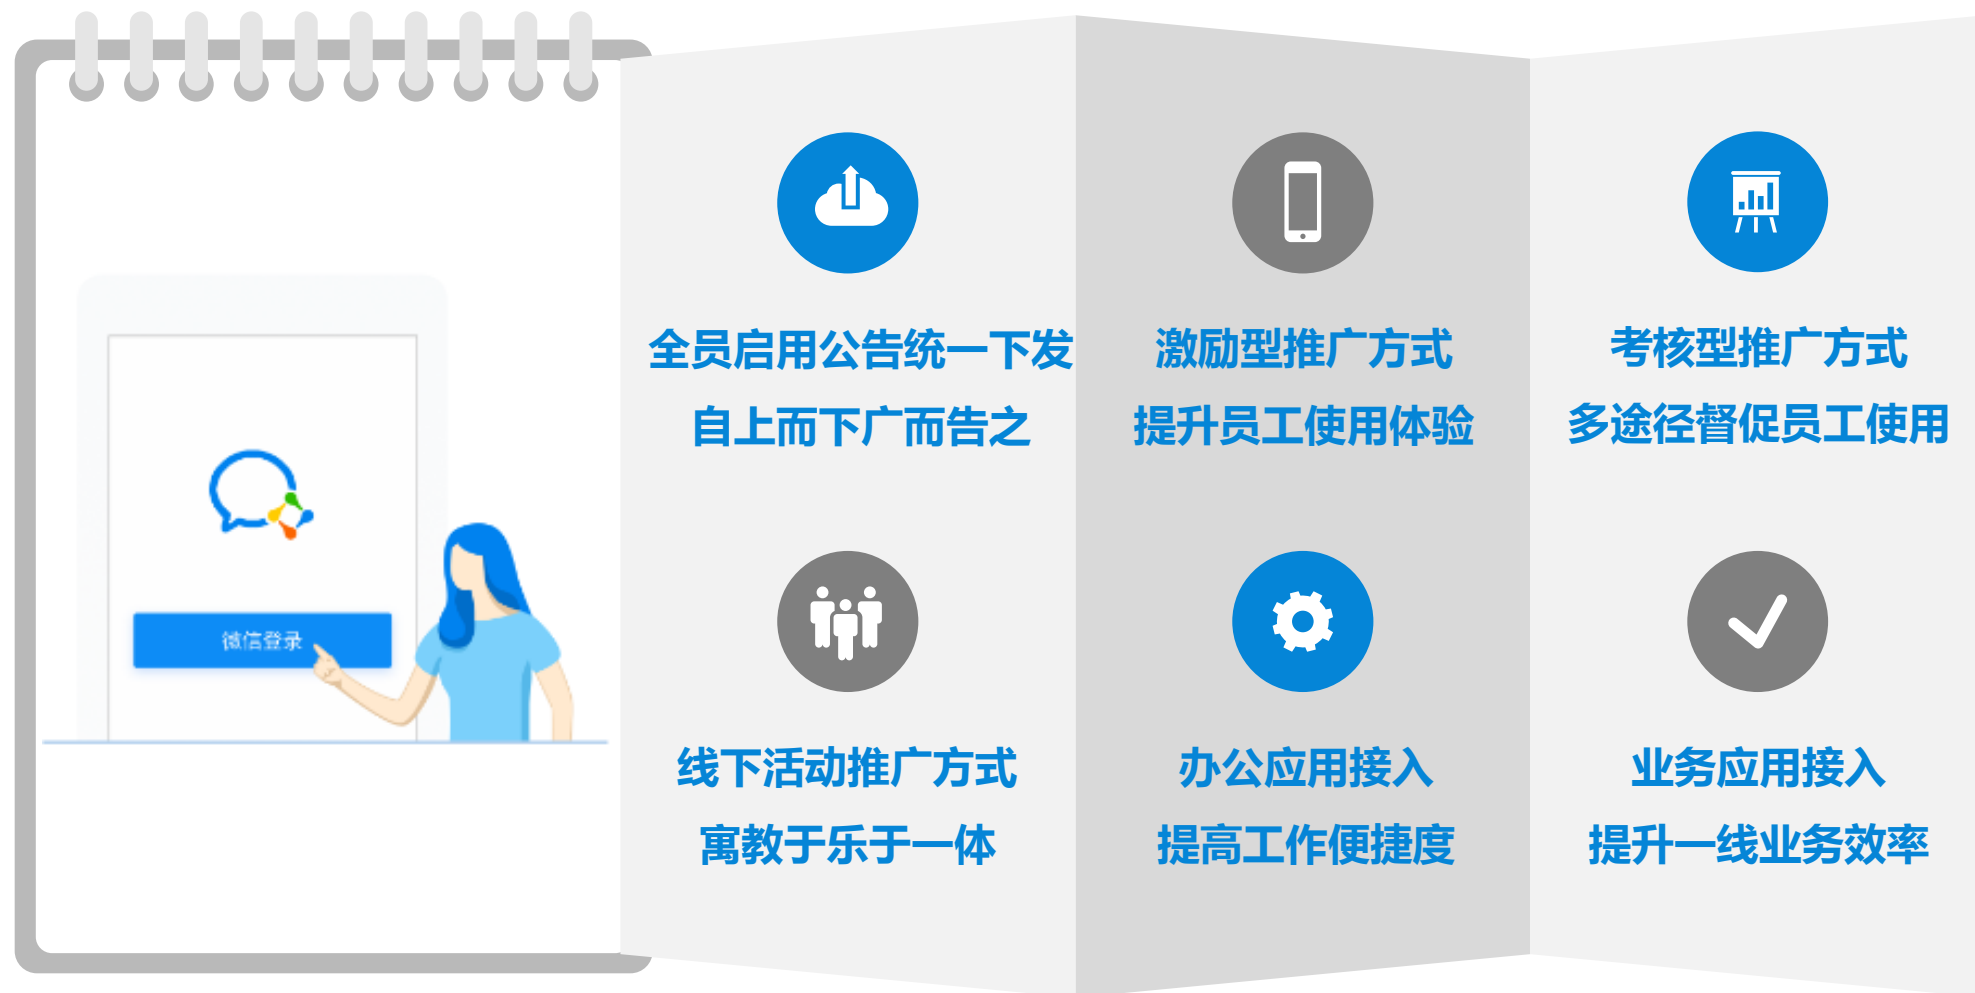 微信登录
全员启用公告统一下发
自上而下广而告之
激励型推广方式
提升员工使用体验
考核型推广方式
多途径督促员工使用
线下活动推广方式
寓教于乐于一体
办公应用接入
提高工作便捷度
业务应用接入
提升一线业务效率